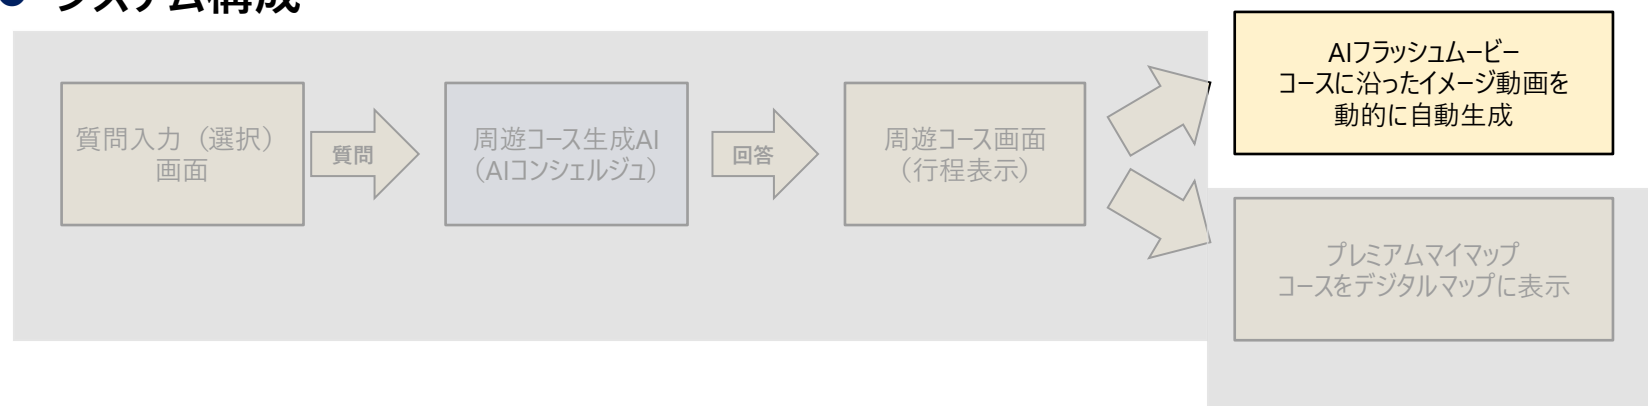 システム構成
質問入力（選択）
画面
質問
周遊コース生成AI
（AIコンシェルジュ）
回答
周遊コース画面
（行程表示）
AIフラッシュムービー
コースに沿ったイメージ動画を
動的に自動生成
プレミアムマイマップ
コースをデジタルマップに表示